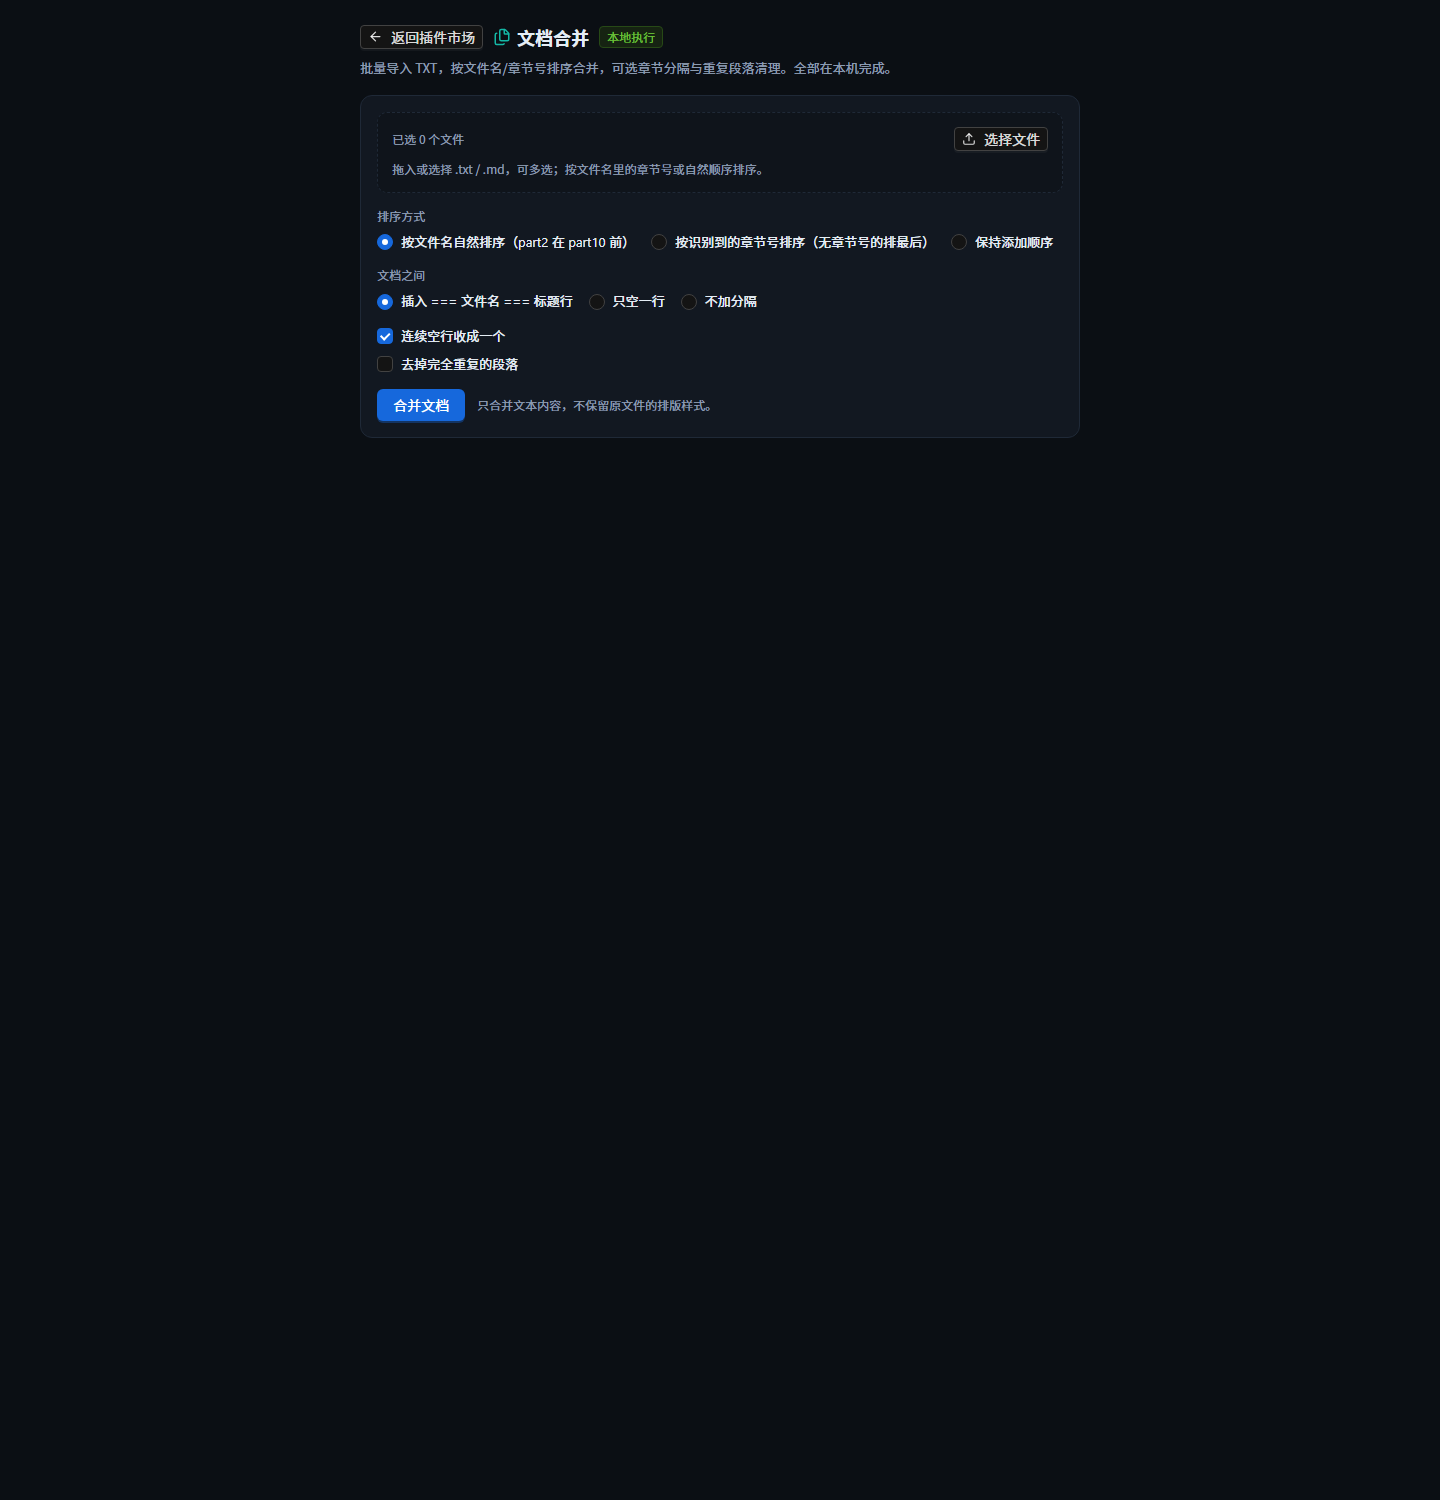 返回插件市场 文档合并 本地执行
批量导入 TXT，按文件名/章节号排序合并，可选章节分隔与重复段落清理。全部在本机完成。
已选 0 个文件 选择文件
拖入或选择 .txt / .md，可多选；按文件名里的章节号或自然顺序排序。
排序方式
按文件名自然排序（part2 在 part10 前） 按识别到的章节号排序（无章节号的排最后） 保持添加顺序
文档之间
插入 === 文件名 === 标题行 只空一行 不加分隔
连续空行收成一个
去掉完全重复的段落
合并文档 只合并文本内容，不保留原文件的排版样式。